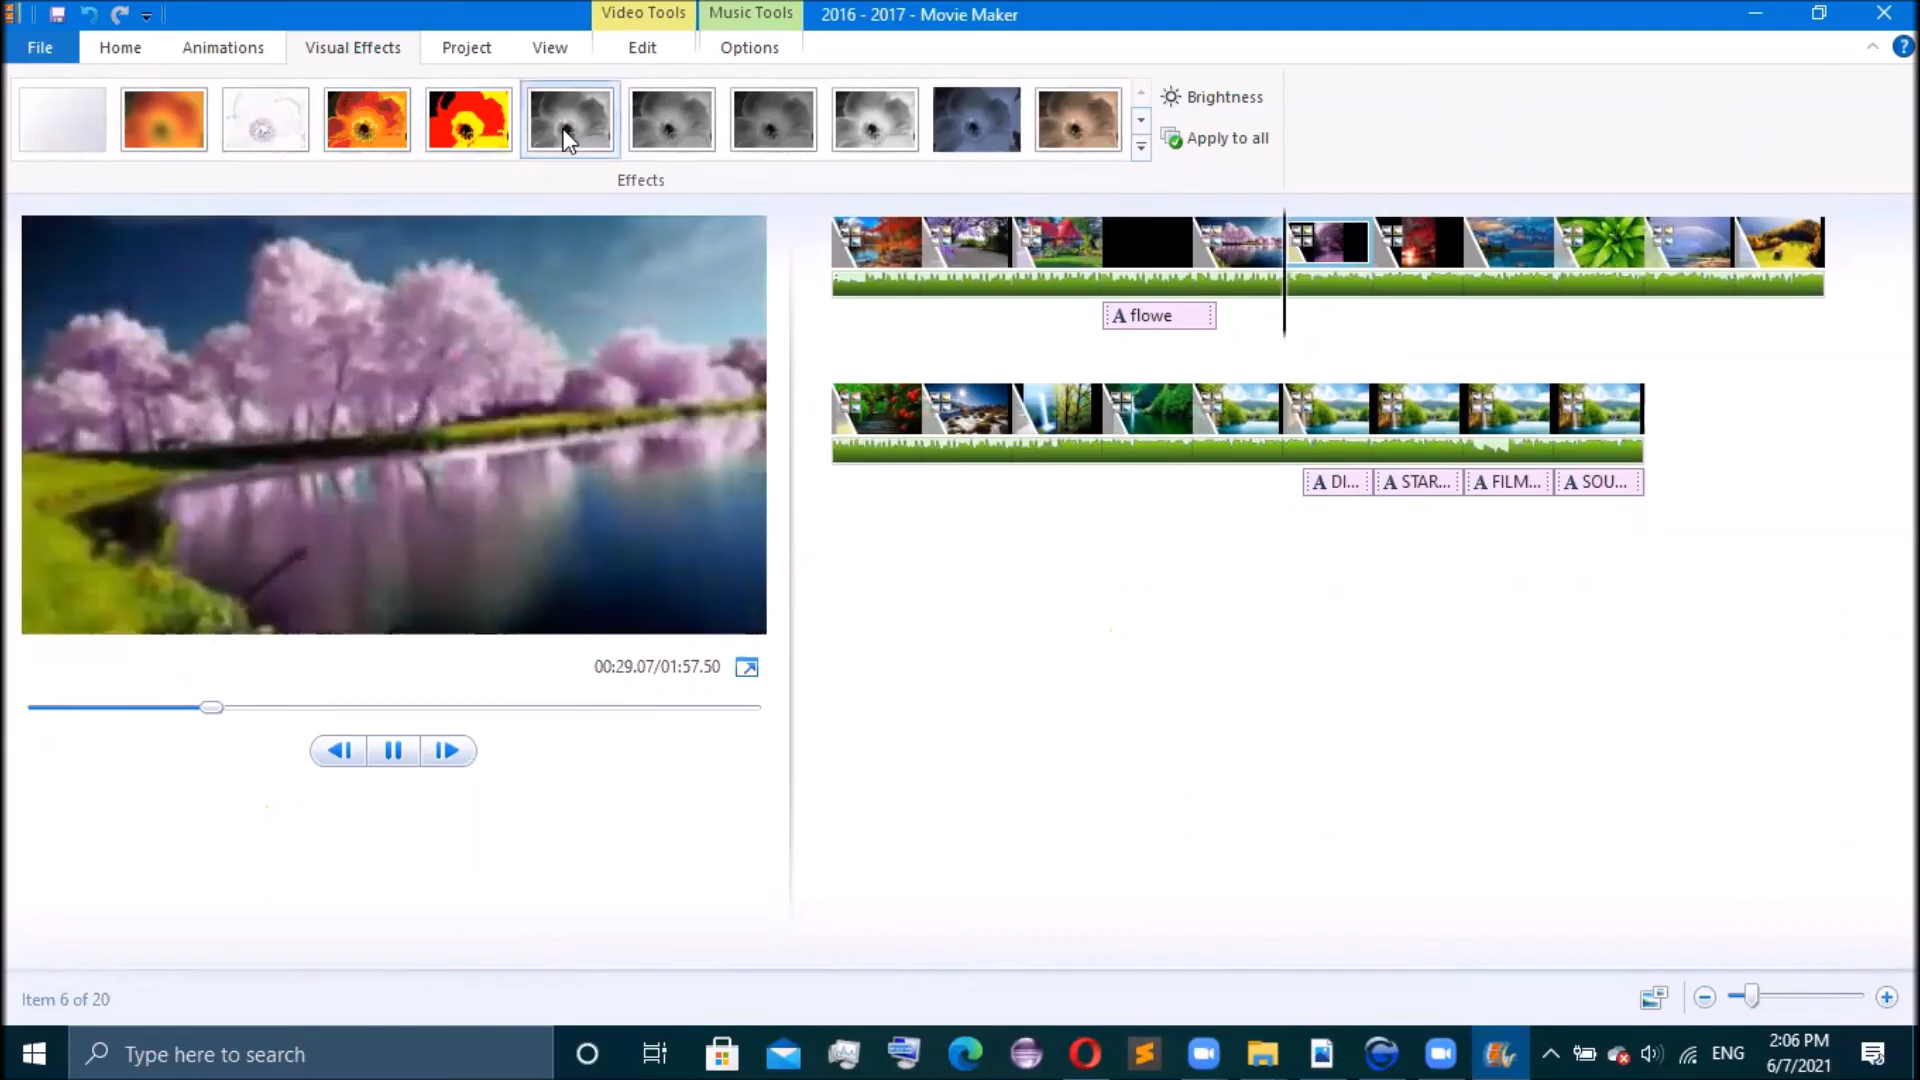 Video Tools
Music Tools
2016 - 2017 - Movie Maker
File
Home
Animations
Visual Effects
Project
View
Edit
Options
Brightness
Apply to all
Effects
A flowe
A DI...
A STAR...
A FILM...
A SOU...
00:29.07/01:57.50
Item 6 of 20
Type here to search
ENG
2:06 PM
6/7/2021